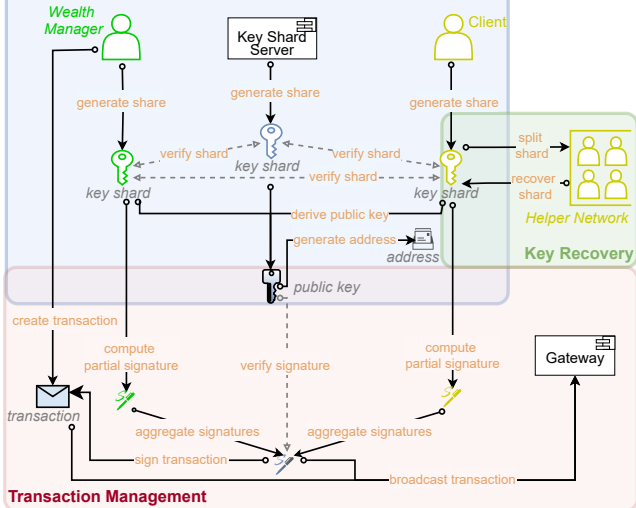 Wealth
Manager
Key Shard
Server
Client
generate share
generate share
generate share
verify shard
verify shard
verify shard
split
shard
recover
shard
key shard
key shard
key shard
Helper Network
derive public key
generate address
address
Key Recovery
public key
create transaction
compute
partial signature
verify signature
compute
partial signature
Gateway
transaction
aggregate signatures
aggregate signatures
sign transaction
broadcast transaction
Transaction Management